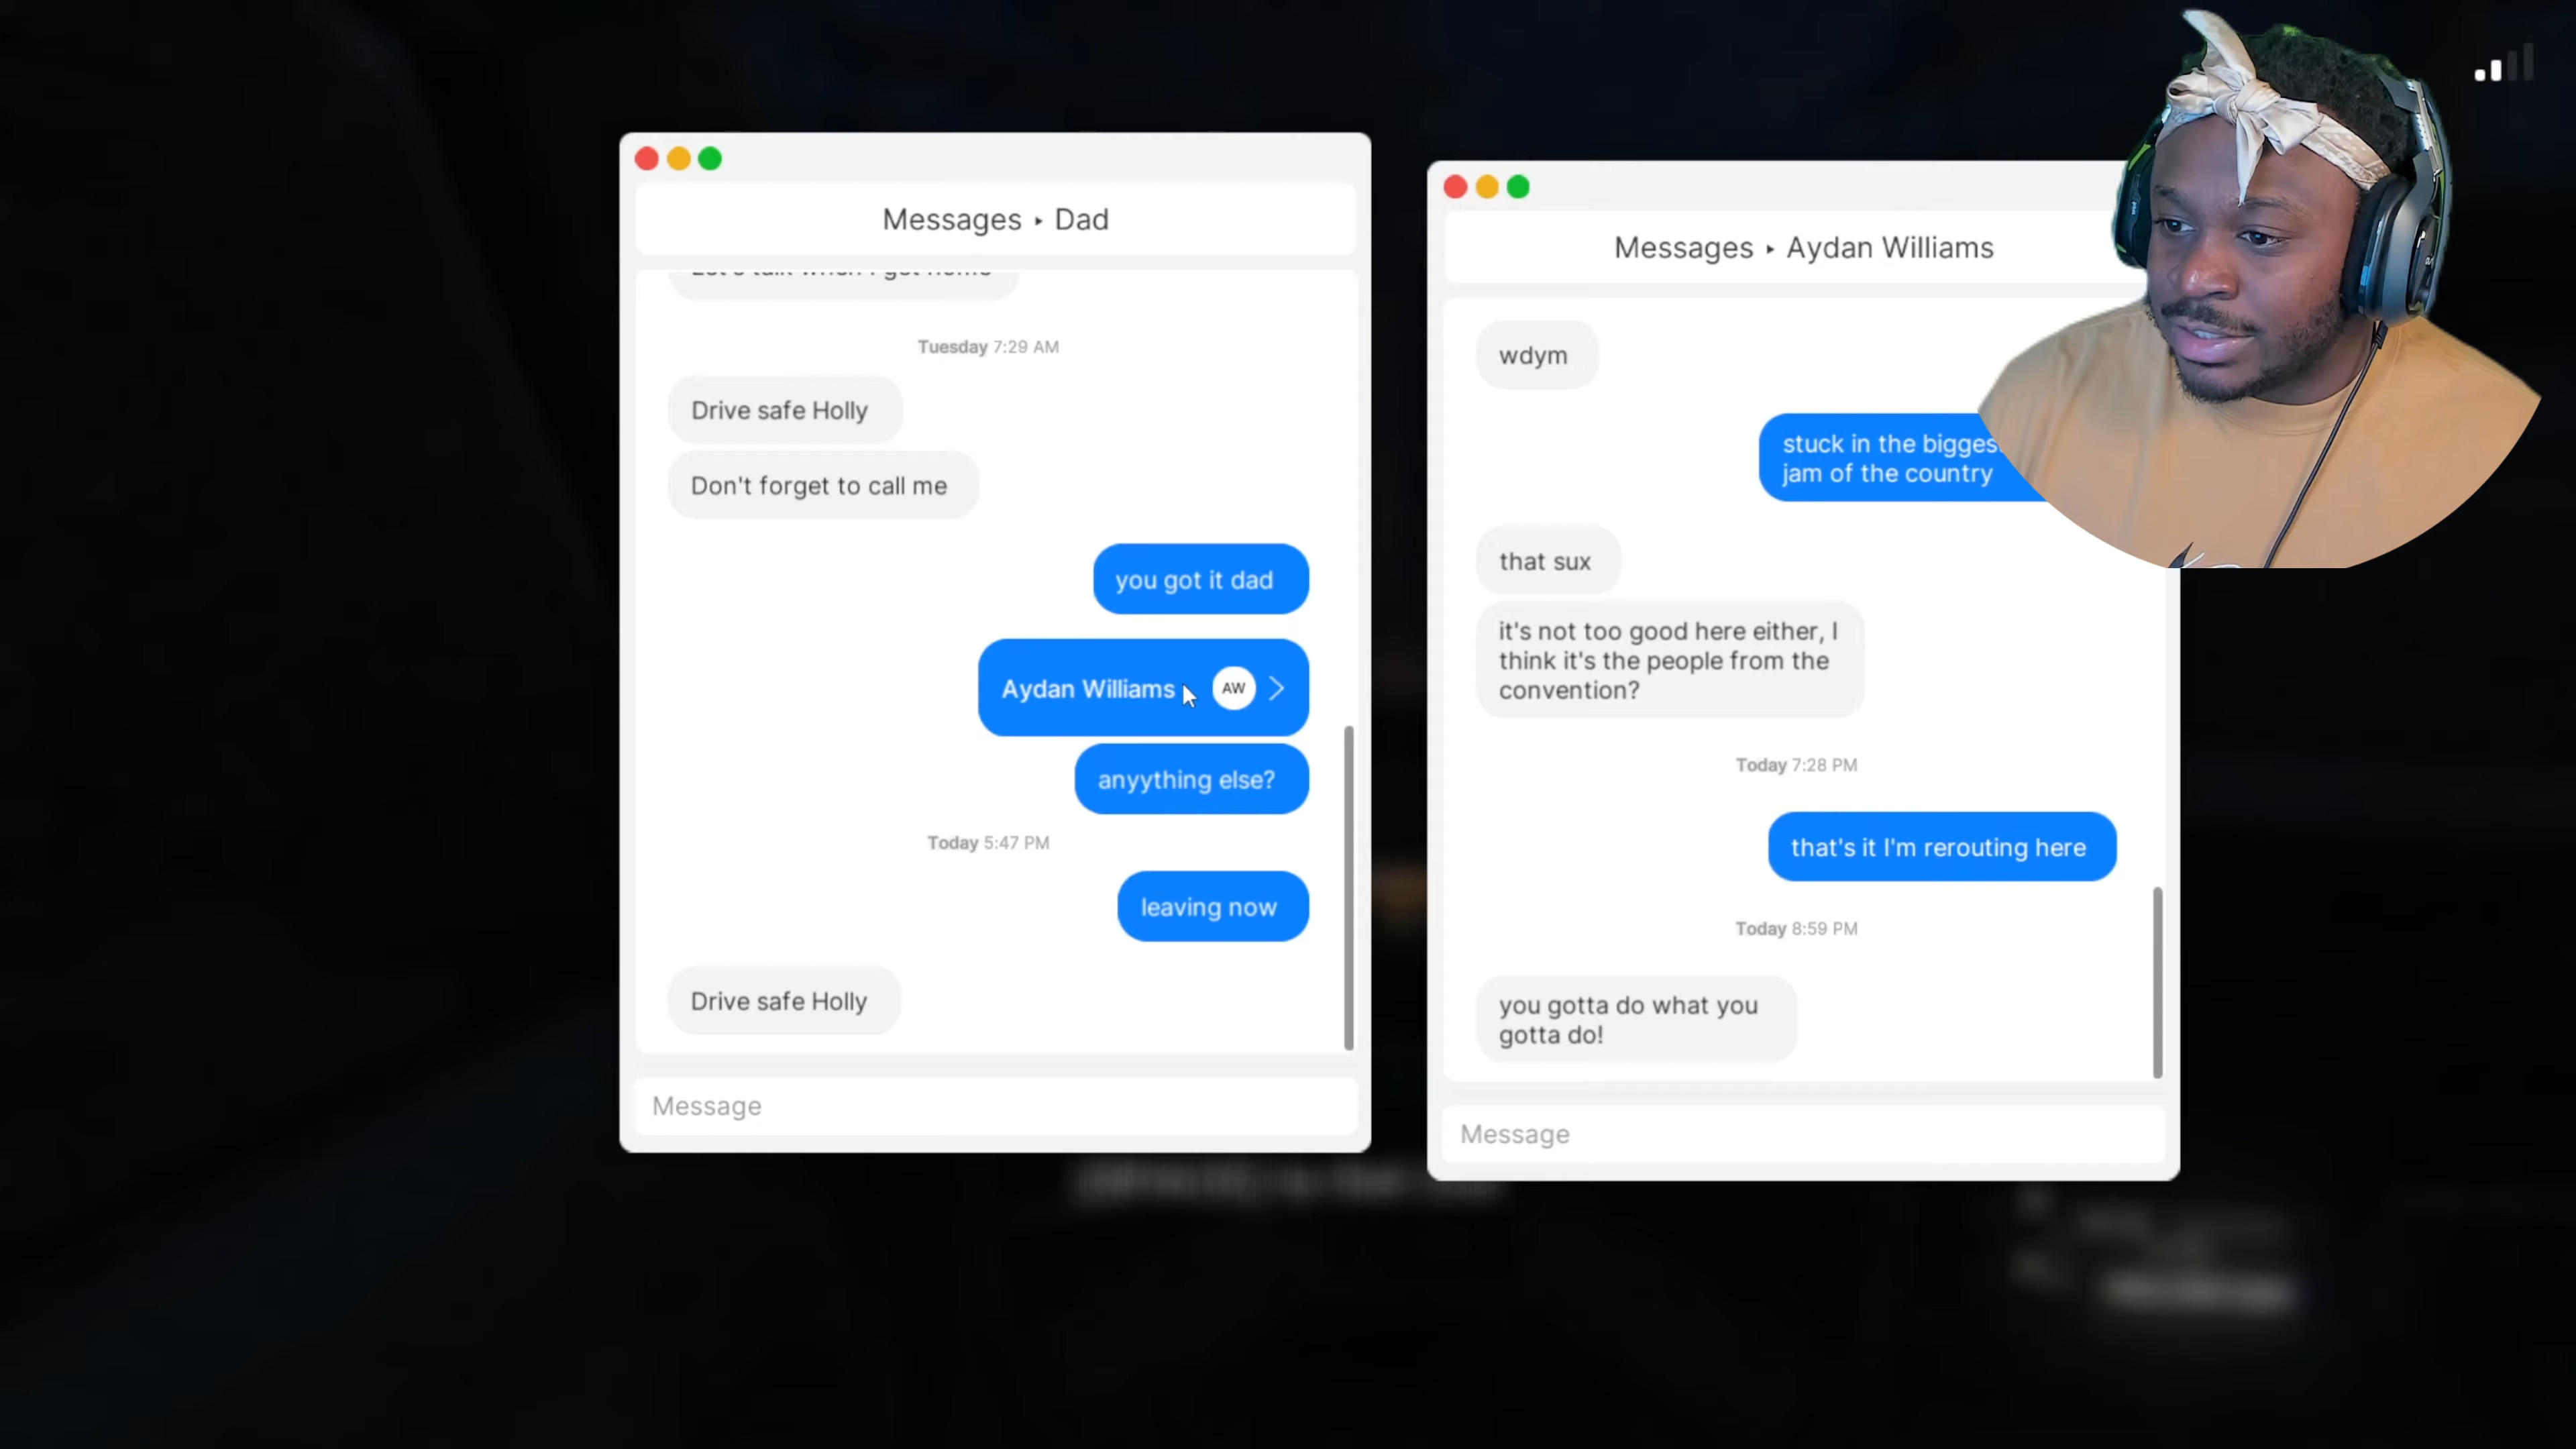 Messages ‣ Dad
Tuesday 7:29 AM
Drive safe Holly
Don't forget to call me
you got it dad
Aydan Williams
AW
anyything else?
Today 5:47 PM
leaving now
Drive safe Holly
Message
Messages ‣ Aydan Williams
wdym
stuck in the
jam of the country
that sux
it's not too good here either, I
think it's the people from the
convention?
Today 7:28 PM
that's it I'm rerouting here
Today 8:59 PM
you gotta do what you
gotta do!
Message